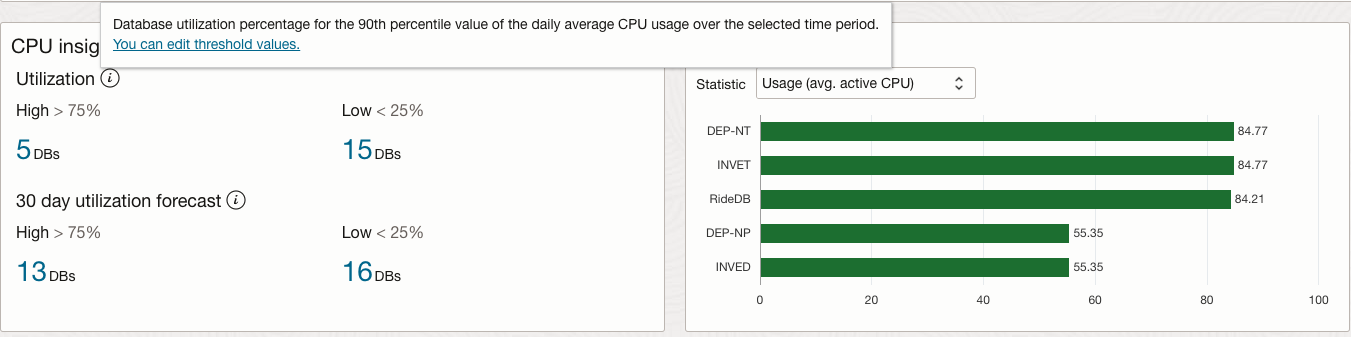 Database utilization percentage for the 90th percentile value of the daily average CPU usage over the selected time period.
You can edit threshold values.
CPU insig
Utilization
High > 75%
Low < 25%
5 DBs
15 DBs
30 day utilization forecast
High > 75%
Low < 25%
13 DBs
16 DBs
Statistic
Usage (avg. active CPU)
DEP-NT
84.77
INVET
84.77
RideDB
84.21
DEP-NP
55.35
INVED
55.35
0 20 40 60 80 100